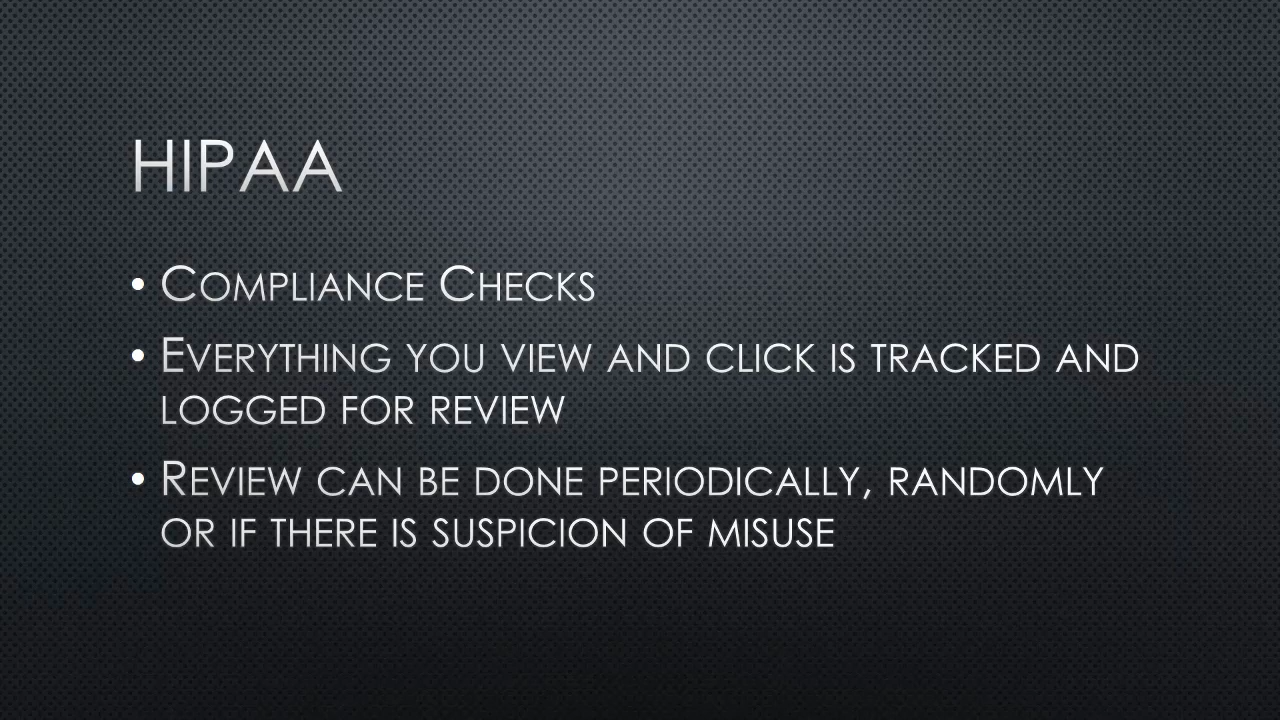 HIPAA
• Compliance Checks
• Everything you view and click is tracked and
logged for review
• Review can be done periodically, randomly
or if there is suspicion of misuse